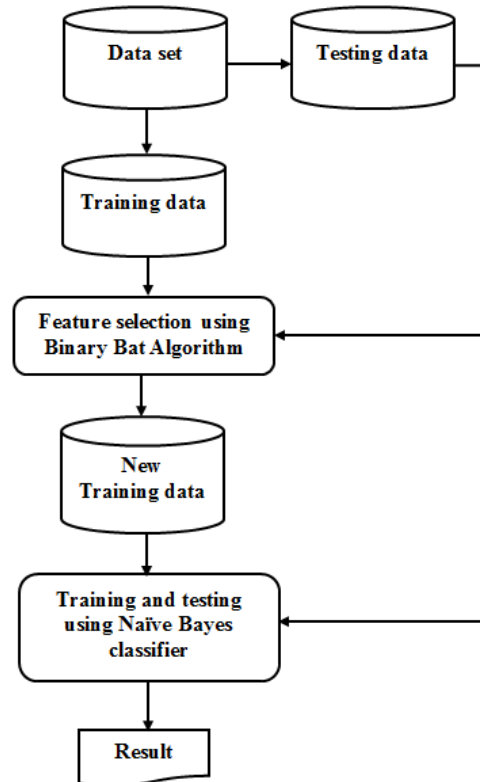 Data set
Testing data
Training data
Feature selection using
Binary Bat Algorithm
New
Training data
Training and testing
using Naïve Bayes
classifier
Result